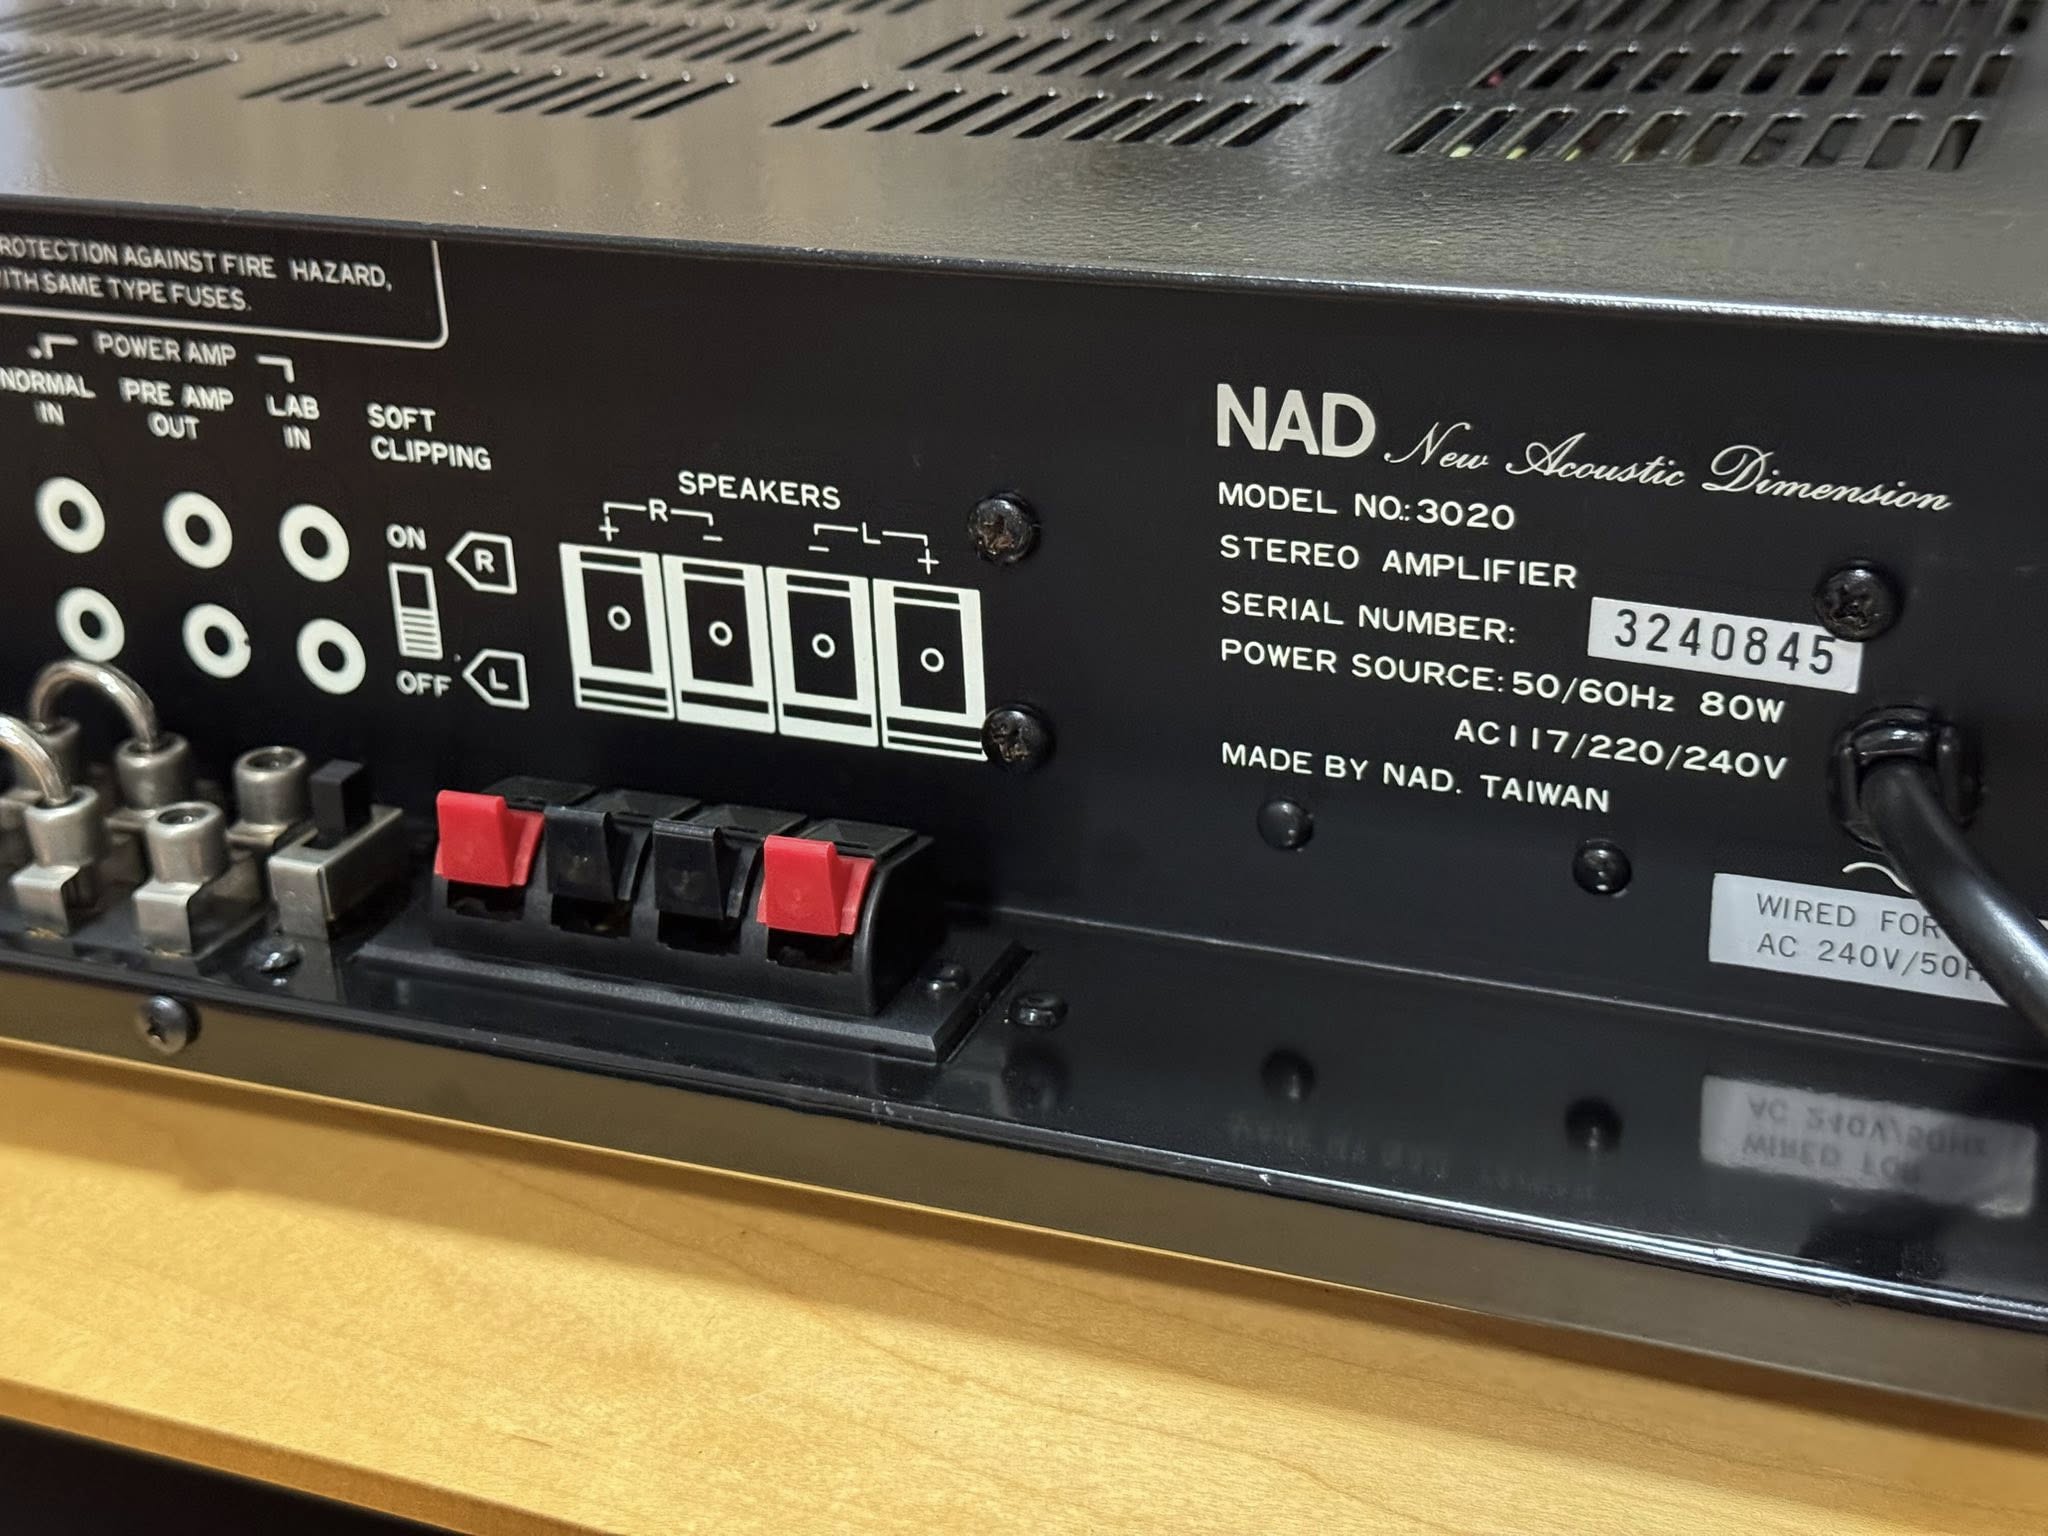 ROTECTION AGAINST FIRE HAZARD,
WITH SAME TYPE FUSES.
POWER AMP
NORMAL IN
PRE AMP OUT
LAB IN
SOFT CLIPPING
ON
R
OFF
L
SPEAKERS
R
L
+ - - +
NAD New Acoustic Dimension
MODEL NO.: 3020
STEREO AMPLIFIER
SERIAL NUMBER: 3240845
POWER SOURCE: 50/60Hz 80W
AC117/220/240V
MADE BY NAD. TAIWAN
WIRED FOR
AC 240V/50H